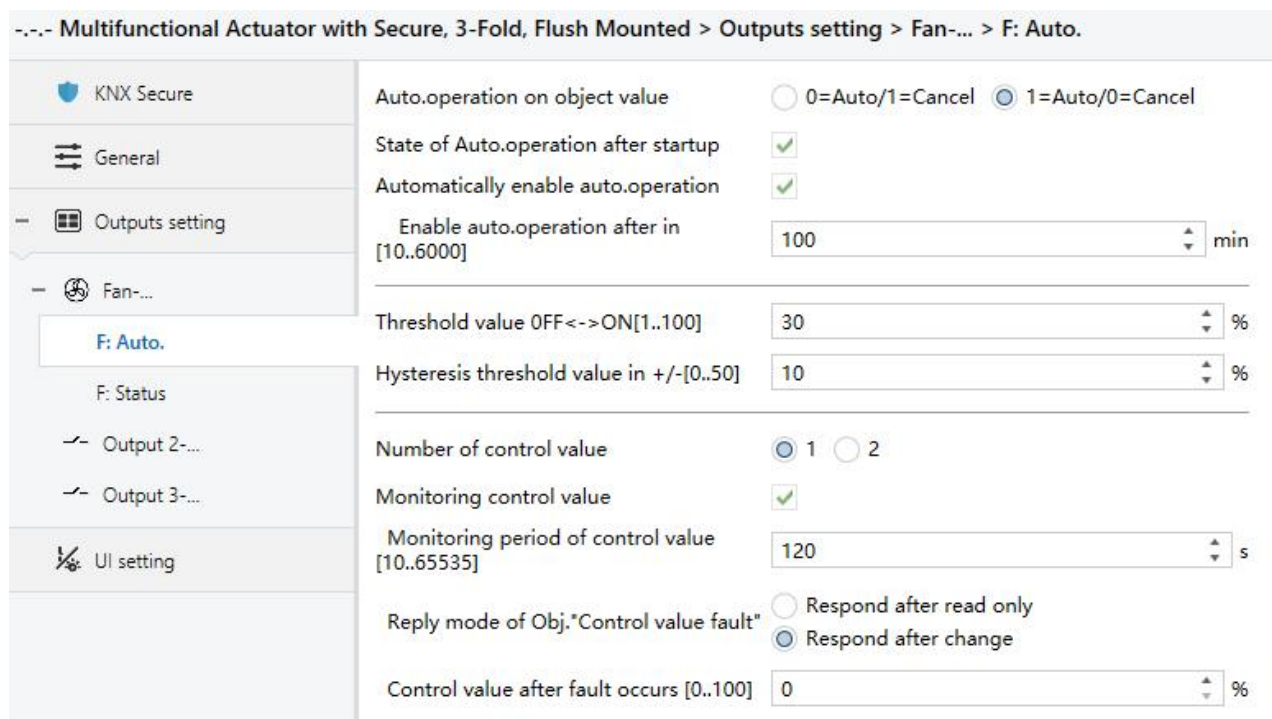 -.-.- Multifunctional Actuator with Secure, 3-Fold, Flush Mounted > Outputs setting > Fan-... > F: Auto.
KNX Secure
General
Outputs setting
Fan-...
F: Auto.
F: Status
Output 2-...
Output 3-...
UI setting
Auto.operation on object value 0=Auto/1=Cancel 1=Auto/0=Cancel
State of Auto.operation after startup
Automatically enable auto.operation
Enable auto.operation after in
[10..6000] 100 min
Threshold value 0FF<->ON[1..100] 30 %
Hysteresis threshold value in +/-[0..50] 10 %
Number of control value 1 2
Monitoring control value
Monitoring period of control value
[10..65535] 120 s
Reply mode of Obj."Control value fault" Respond after read only
Respond after change
Control value after fault occurs [0..100] 0 %